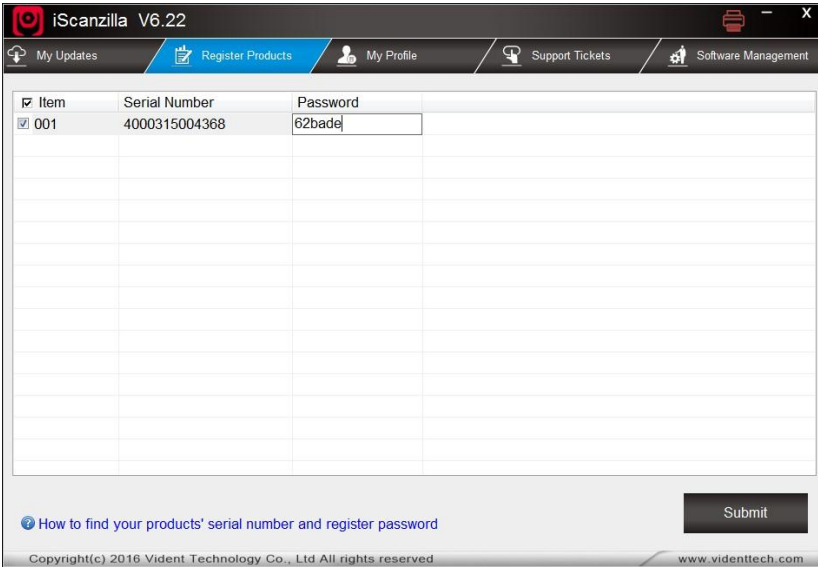 iScanzilla V6.22
My Updates Register Products My Profile Support Tickets Software Management
Item Serial Number Password
001 4000315004368 62bade
How to find your products' serial number and register password
Submit
Copyright(c) 2016 Vident Technology Co., Ltd All rights reserved www.videnttech.com